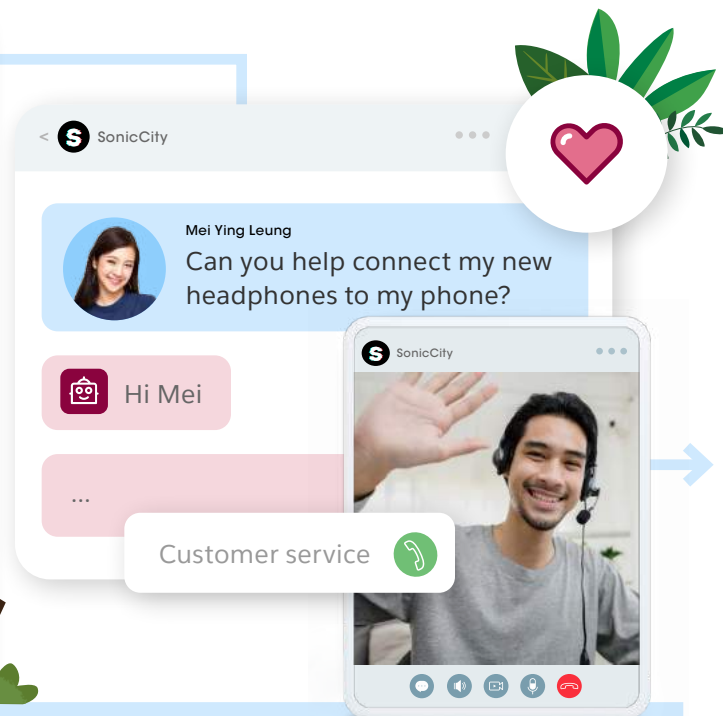 < S SonicCity
Mei Ying Leung
Can you help connect my new
headphones to my phone?
S SonicCity
Hi Mei
...
Customer service